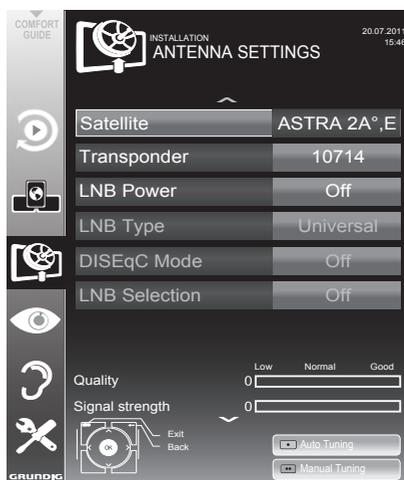 COMFORT
GUIDE
INSTALLATION
ANTENNA SETTINGS
20.07.2011
15:46
Satellite ASTRA 2A°,E
Transponder 10714
LNB Power Off
LNB Type Universal
DISEqC Mode Off
LNB Selection Off
Low Normal Good
Quality 0
Signal strength 0
Exit
OK Back
Auto Tuning
Manual Tuning
GRUNDIG